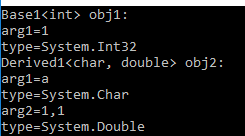 Base1<int> obj1:
arg1=1
type=System.Int32
Derived1<char, double> obj2:
arg1=a
type=System.Char
arg2=1,1
type=System.Double